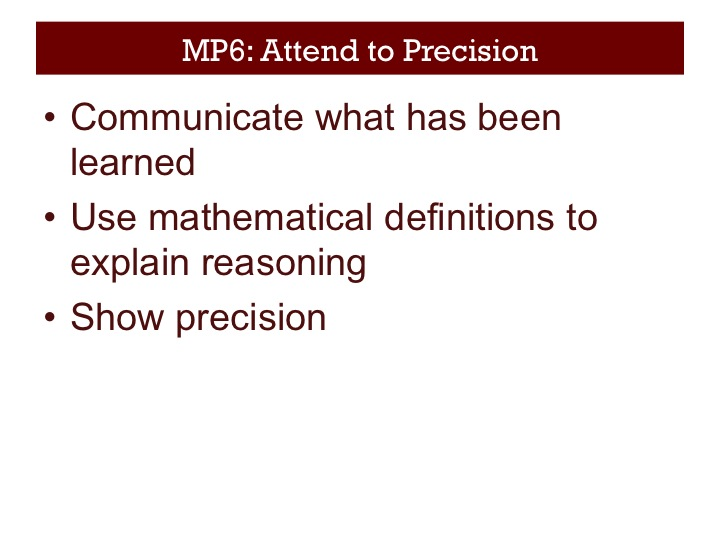 MP6: Attend to Precision
• Communicate what has been
learned
• Use mathematical definitions to
explain reasoning
• Show precision